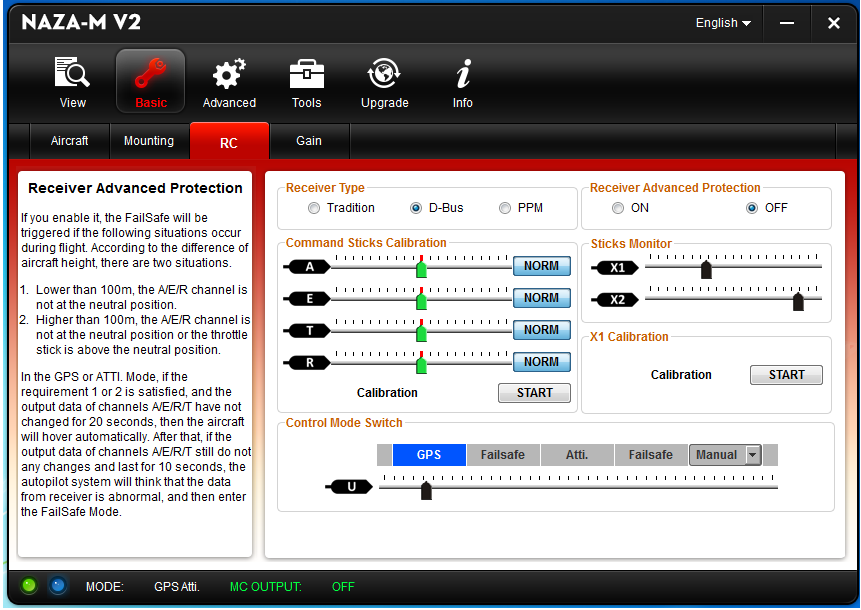 NAZA-M V2
English
View
Basic
Advanced
Tools
Upgrade
Info
Aircraft
Mounting
RC
Gain
Receiver Advanced Protection
If you enable it, the FailSafe will be
triggered if the following situations occur
during flight. According to the difference of
aircraft height, there are two situations.
1. Lower than 100m, the A/E/R channel is
not at the neutral position.
2. Higher than 100m, the A/E/R channel is
not at the neutral position or the throttle
stick is above the neutral position.
In the GPS or ATTI. Mode, if the
requirement 1 or 2 is satisfied, and the
output data of channels A/E/R/T have not
changed for 20 seconds, then the aircraft
will hover automatically. After that, if the
output data of channels A/E/R/T still do not
any changes and last for 10 seconds, the
autopilot system will think that the data
from receiver is abnormal, and then enter
the FailSafe Mode.
Receiver Type
Tradition
D-Bus
PPM
Receiver Advanced Protection
ON
OFF
Command Sticks Calibration
A
NORM
E
NORM
T
NORM
R
NORM
Calibration
START
Sticks Monitor
X1
X2
X1 Calibration
Calibration
START
Control Mode Switch
GPS
Failsafe
Atti.
Failsafe
Manual
U
MODE:
GPS Atti.
MC OUTPUT:
OFF